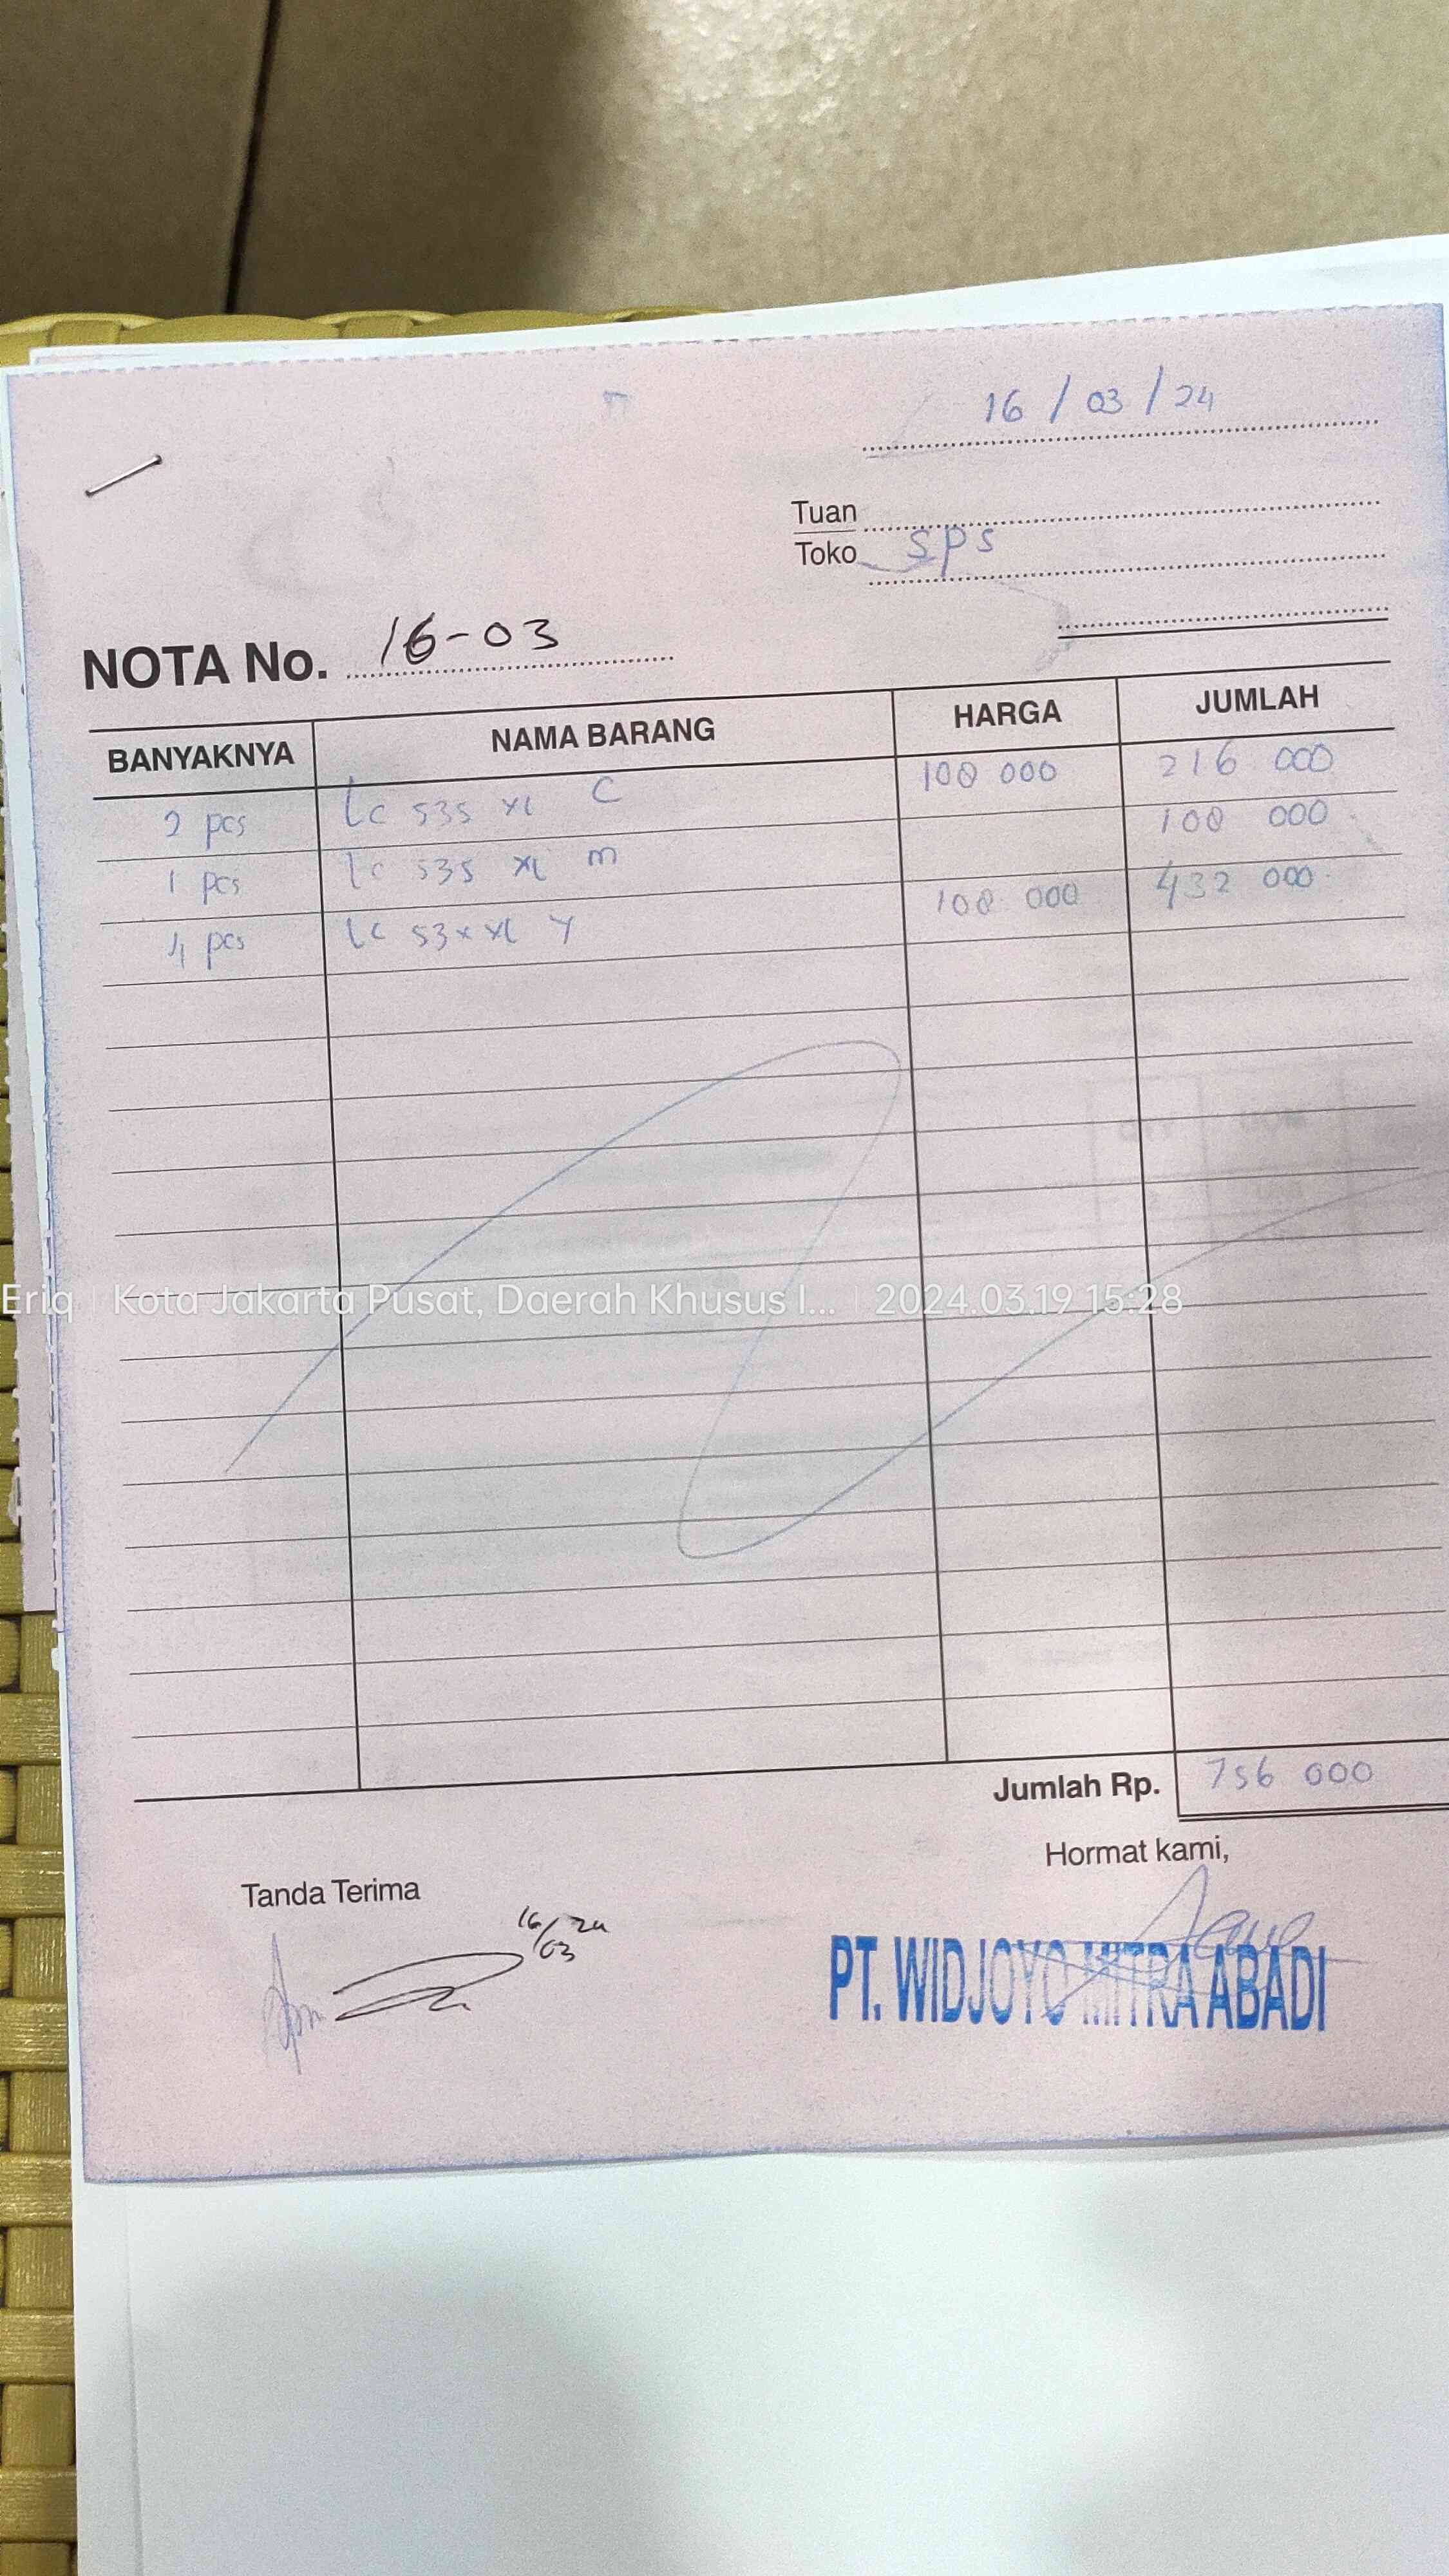 16 / 03 / 24
Tuan
Toko SPS
NOTA No. 16-03
BANYAKNYA NAMA BARANG HARGA JUMLAH
2 pcs Lc 535 XL C 108 000 216 000
1 pcs Lc 535 XL M 108 000
4 pcs Lc 53x XL Y 108 000 432 000
Eriq | Kota Jakarta Pusat, Daerah Khusus I... | 2024.03.19 15:28
Jumlah Rp. 756 000
Tanda Terima Hormat kami,
16/03 24
PT. WIDJOYO MITRA ABADI